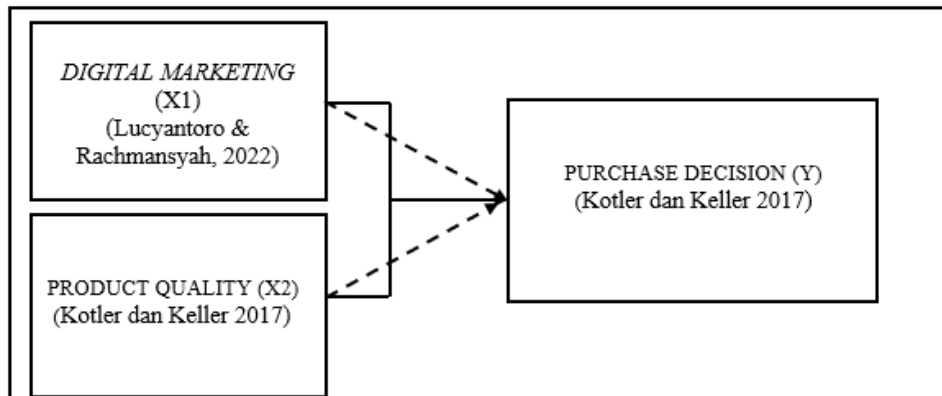 DIGITAL MARKETING
(X1)
(Lucyantoro &
Rachmansyah, 2022)
PURCHASE DECISION (Y)
(Kotler dan Keller 2017)
PRODUCT QUALITY (X2)
(Kotler dan Keller 2017)